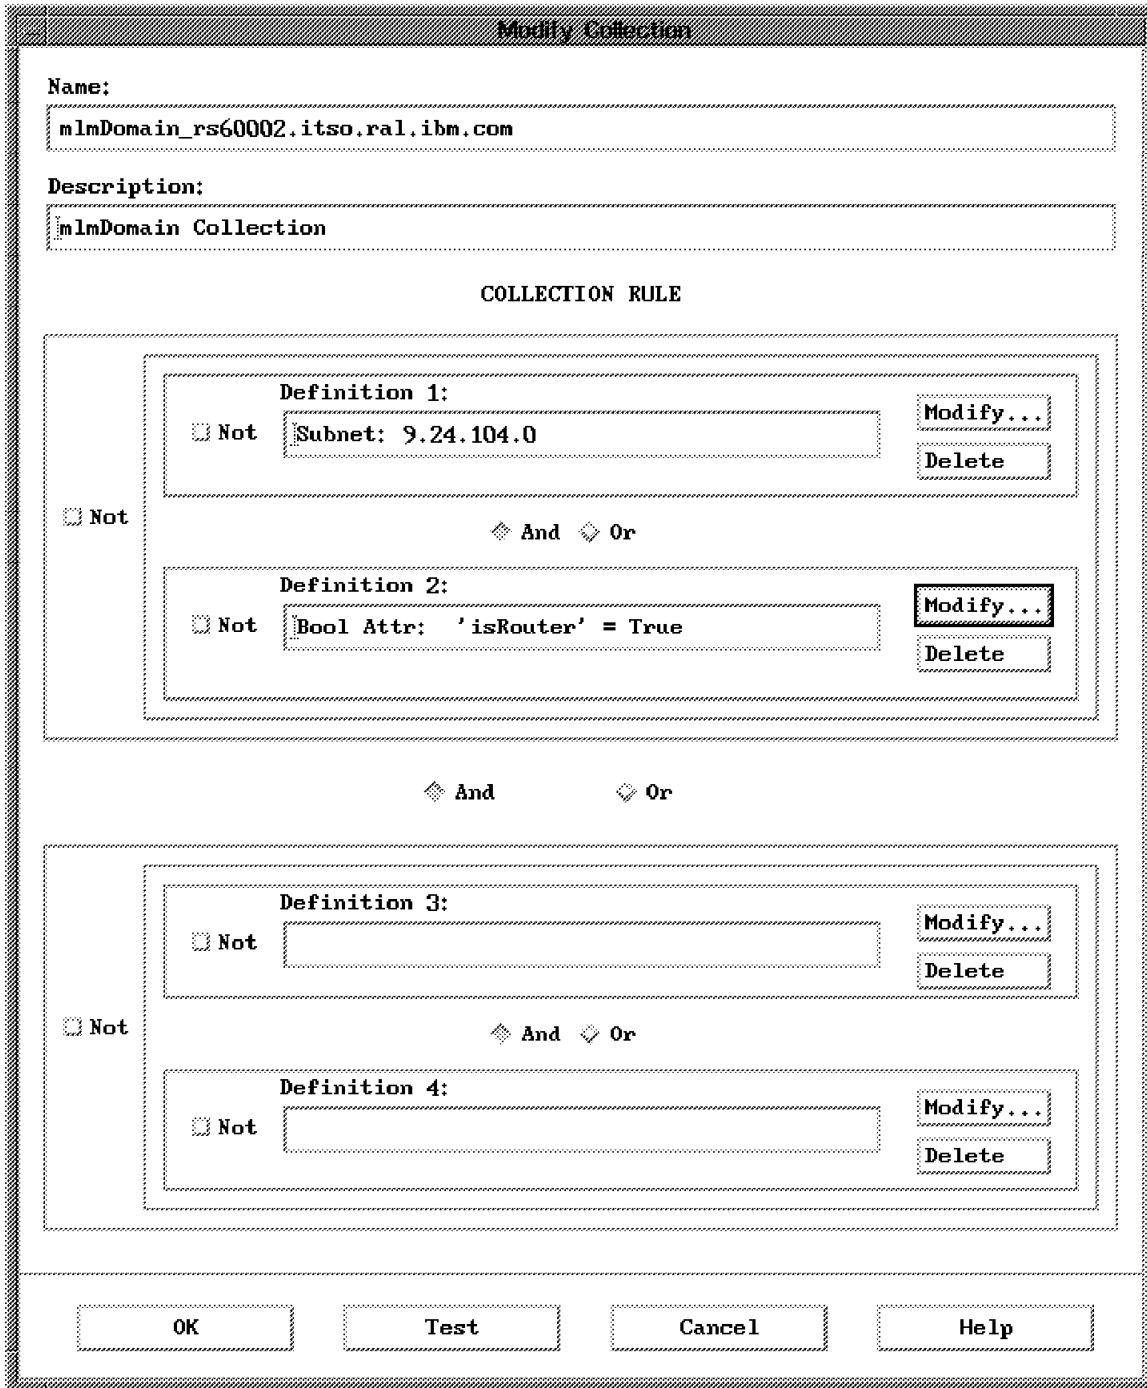 Modify Collection
Name:
mlmDomain_rs60002.itso.ral.ibm.com
Description:
mlmDomain Collection
COLLECTION RULE
Definition 1:
Not Subnet: 9.24.104.0
Modify...
Delete
Not
And Or
Definition 2:
Not Bool Attr: 'isRouter' = True
Modify...
Delete
And Or
Definition 3:
Not
Modify...
Delete
Not
And Or
Definition 4:
Not
Modify...
Delete
OK Test Cancel Help